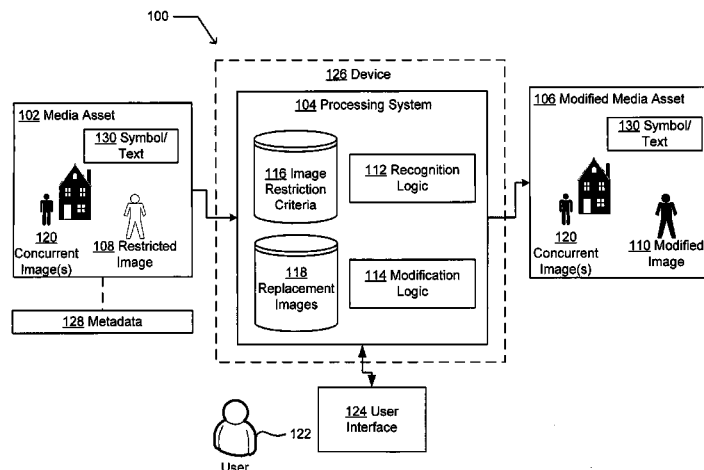 100
126 Device
102 Media Asset
130 Symbol/
Text
120
Concurrent
Image(s)
108 Restricted
Image
128 Metadata
104 Processing System
116 Image
Restriction
Criteria
112 Recognition
Logic
118
Replacement
Images
114 Modification
Logic
106 Modified Media Asset
130 Symbol/
Text
120
Concurrent
Image(s)
110 Modified
Image
124 User
Interface
122
User